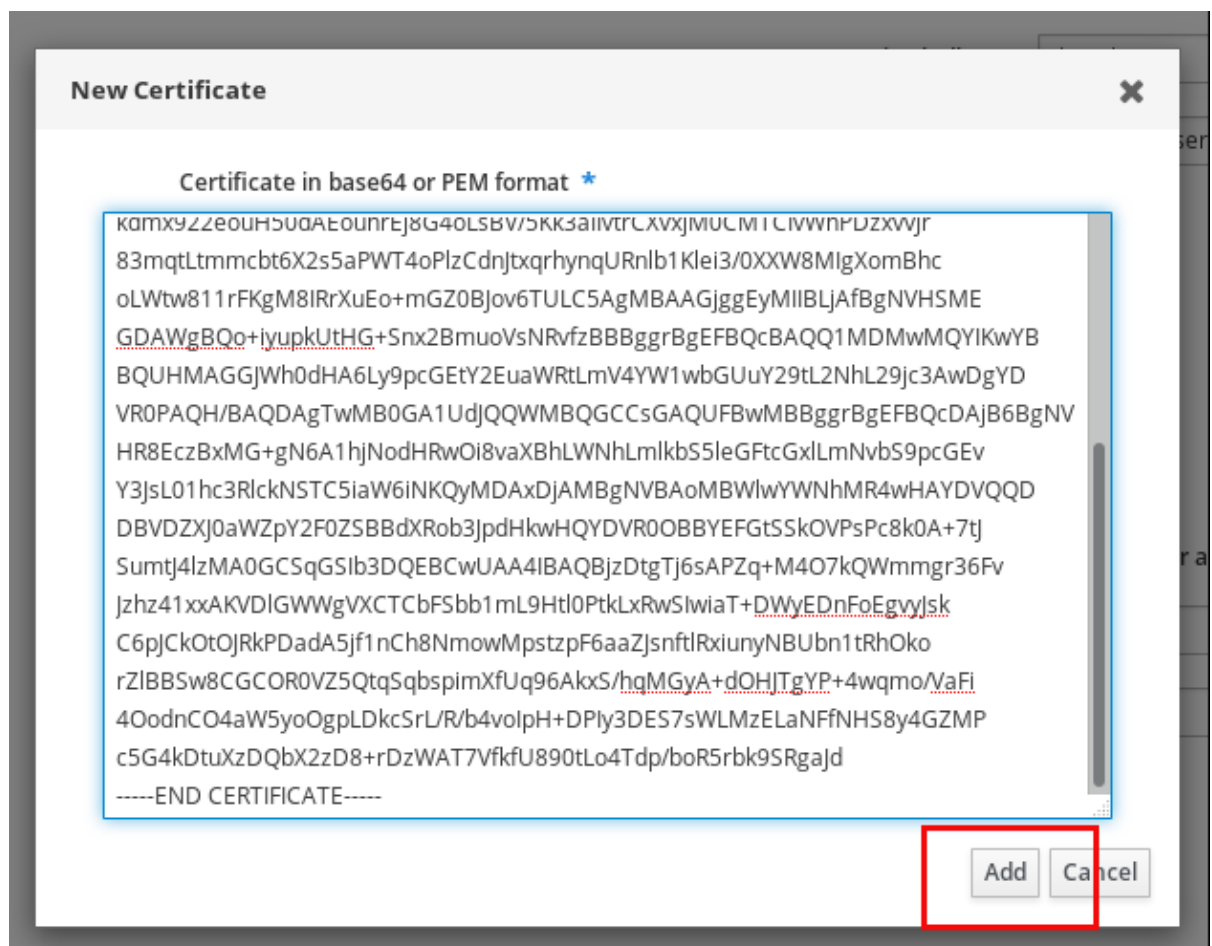 New Certificate
Certificate in base64 or PEM format *
83mqtLtmmcbt6X2s5aPWT4oPlzCdnJtxqrhynqURnlb1Klei3/0XXW8MIgXomBhc
oLWtw811rFKgM8IRrXuEo+mGZ0BJov6TULC5AgMBAAGjggEyMIIBLjAfBgNVHSME
GDAWgBQo+iyupkUtHG+Snx2BmuoVsNRvfzBBBggrBgEFBQcBAQQ1MDMwMQYIKwYB
BQUHMAGGJWh0dHA6Ly9pcGEtY2EuaWRtLmV4YW1wbGUuY29tL2NhL29jc3AwDgYD
VR0PAQH/BAQDAgTwMB0GA1UdJQQWMBQGCCsGAQUFBwMBBggrBgEFBQcDAjB6BgNV
HR8EczBxMG+gN6A1hjNodHRwOi8vaXBhLWNhLmlkbS5leGFtcGxlLmNvbS9pcGEv
Y3JsL01hc3RlckNSTC5iaW6iNKQyMDAxDjAMBgNVBAoMBWlwYWNhMR4wHAYDVQQD
DBVDZXJ0aWZpY2F0ZSBBdXRob3JpdHkwHQYDVR0OBBYEFGtSSkOVPsPc8k0A+7tJ
SumtJ4lzMA0GCSqGSIb3DQEBCwUAA4IBAQBjzDtgTj6sAPZq+M4O7kQWmmgr36Fv
Jzhz41xxAKVDlGWWgVXCTCbFSbb1mL9Htl0PtkLxRwSIwiaT+DWyEDnFoEgvyJsk
C6pJCkOtOJRkPDadA5jf1nCh8NmowMpstzpF6aaZJsnftlRxiunyNBUbn1tRhOko
rZlBBSw8CGCOR0VZ5QtqSqbspimXfUq96AkxS/hqMGyA+dOHJTgYP+4wqmo/VaFi
4OodnCO4aW5yoOgpLDkcSrL/R/b4voIpH+DPIy3DES7sWLMzELaNFfNHS8y4GZMP
c5G4kDtuXzDQbX2zD8+rDzWAT7VfkfU890tLo4Tdp/boR5rbk9SRgaJd
-----END CERTIFICATE-----
Add Cancel